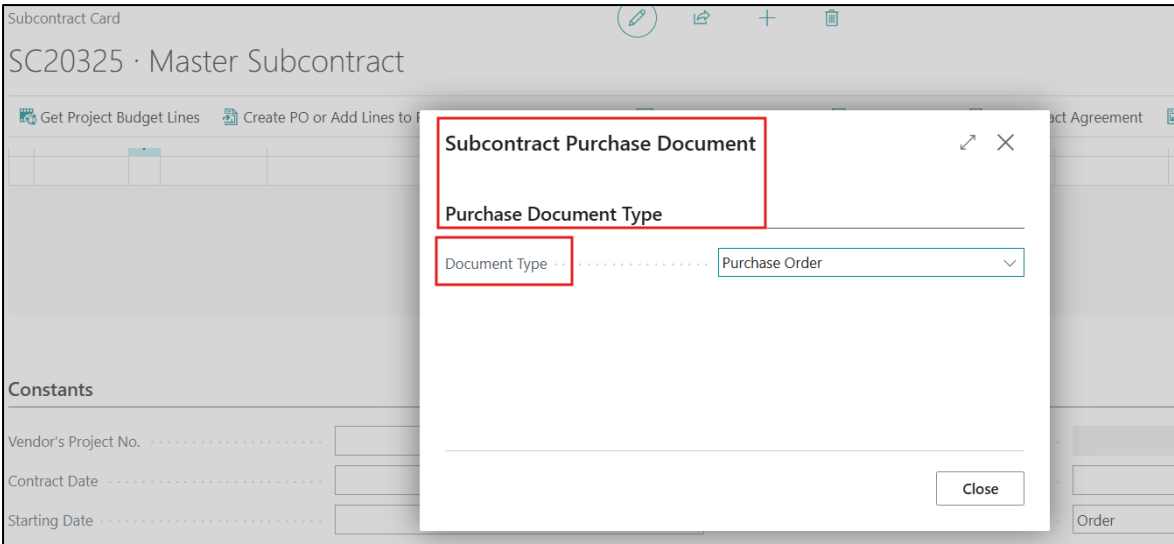 Subcontract Card
SC20325 · Master Subcontract
Get Project Budget Lines Create PO or Add Lines to act Agreement
Subcontract Purchase Document
Purchase Document Type
Document Type Purchase Order
Close
Constants
Vendor's Project No.
Contract Date
Starting Date Order